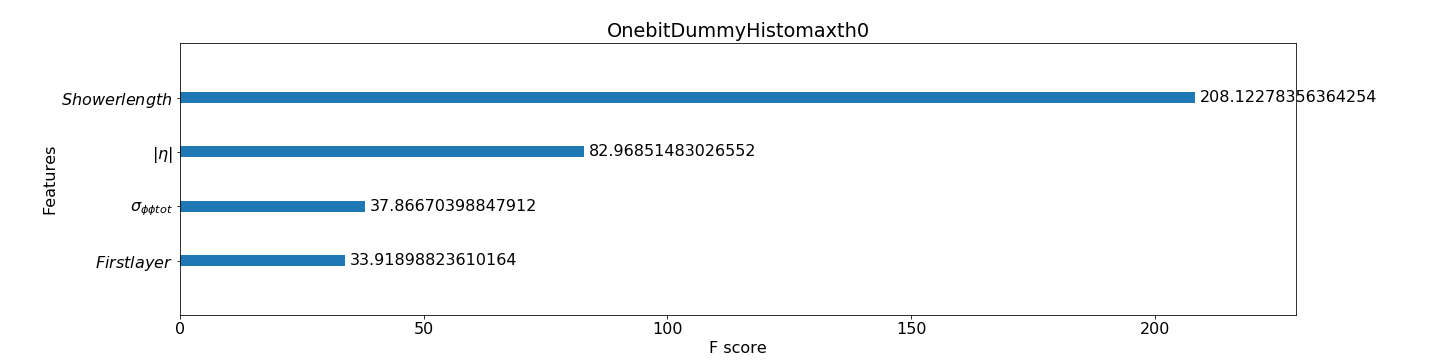 OnebitDummyHistomaxth0
Features
Showerlength
208.12278356364254
|η|
82.96851483026552
σϕϕtot
37.86670398847912
Firstlayer
33.91898823610164
0 50 100 150 200
F score